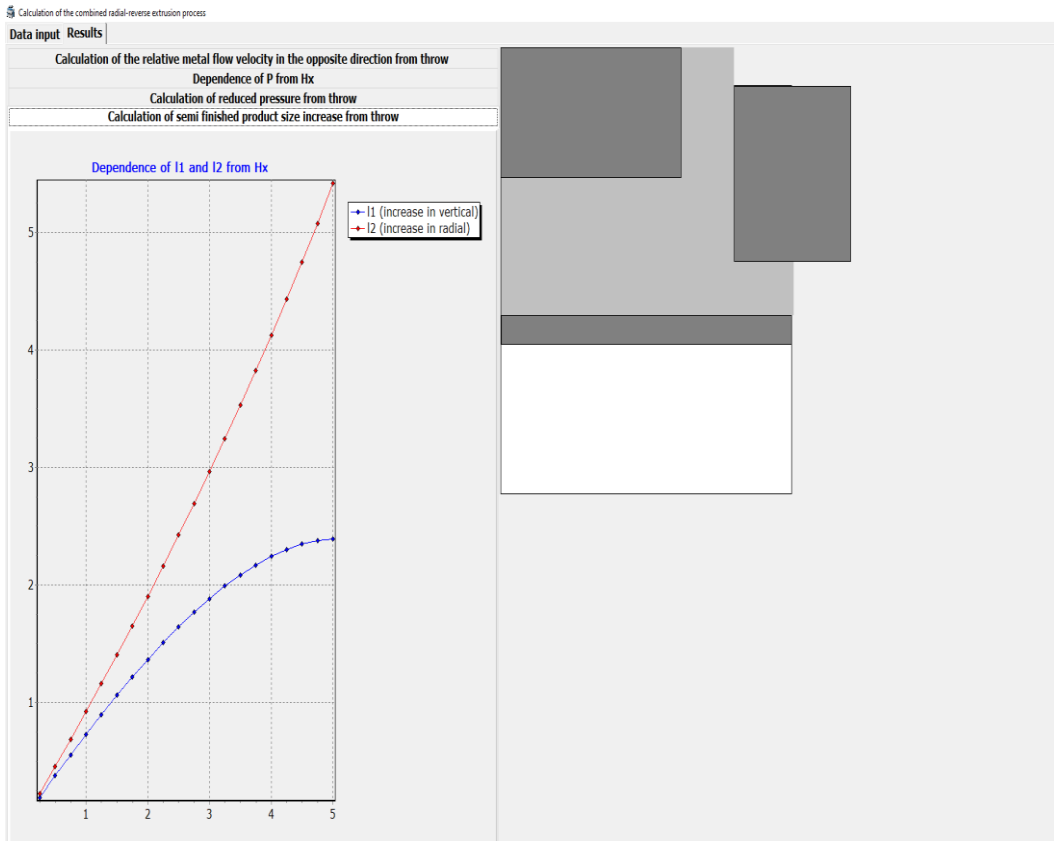 Calculation of the combined radial-reverse extrusion process
Data input Results
Calculation of the relative metal flow velocity in the opposite direction from throw
Dependence of P from Hx
Calculation of reduced pressure from throw
Calculation of semi finished product size increase from throw
Dependence of l1 and l2 from Hx
l1 (increase in vertical)
l2 (increase in radial)
5
4
3
2
1
1 2 3 4 5